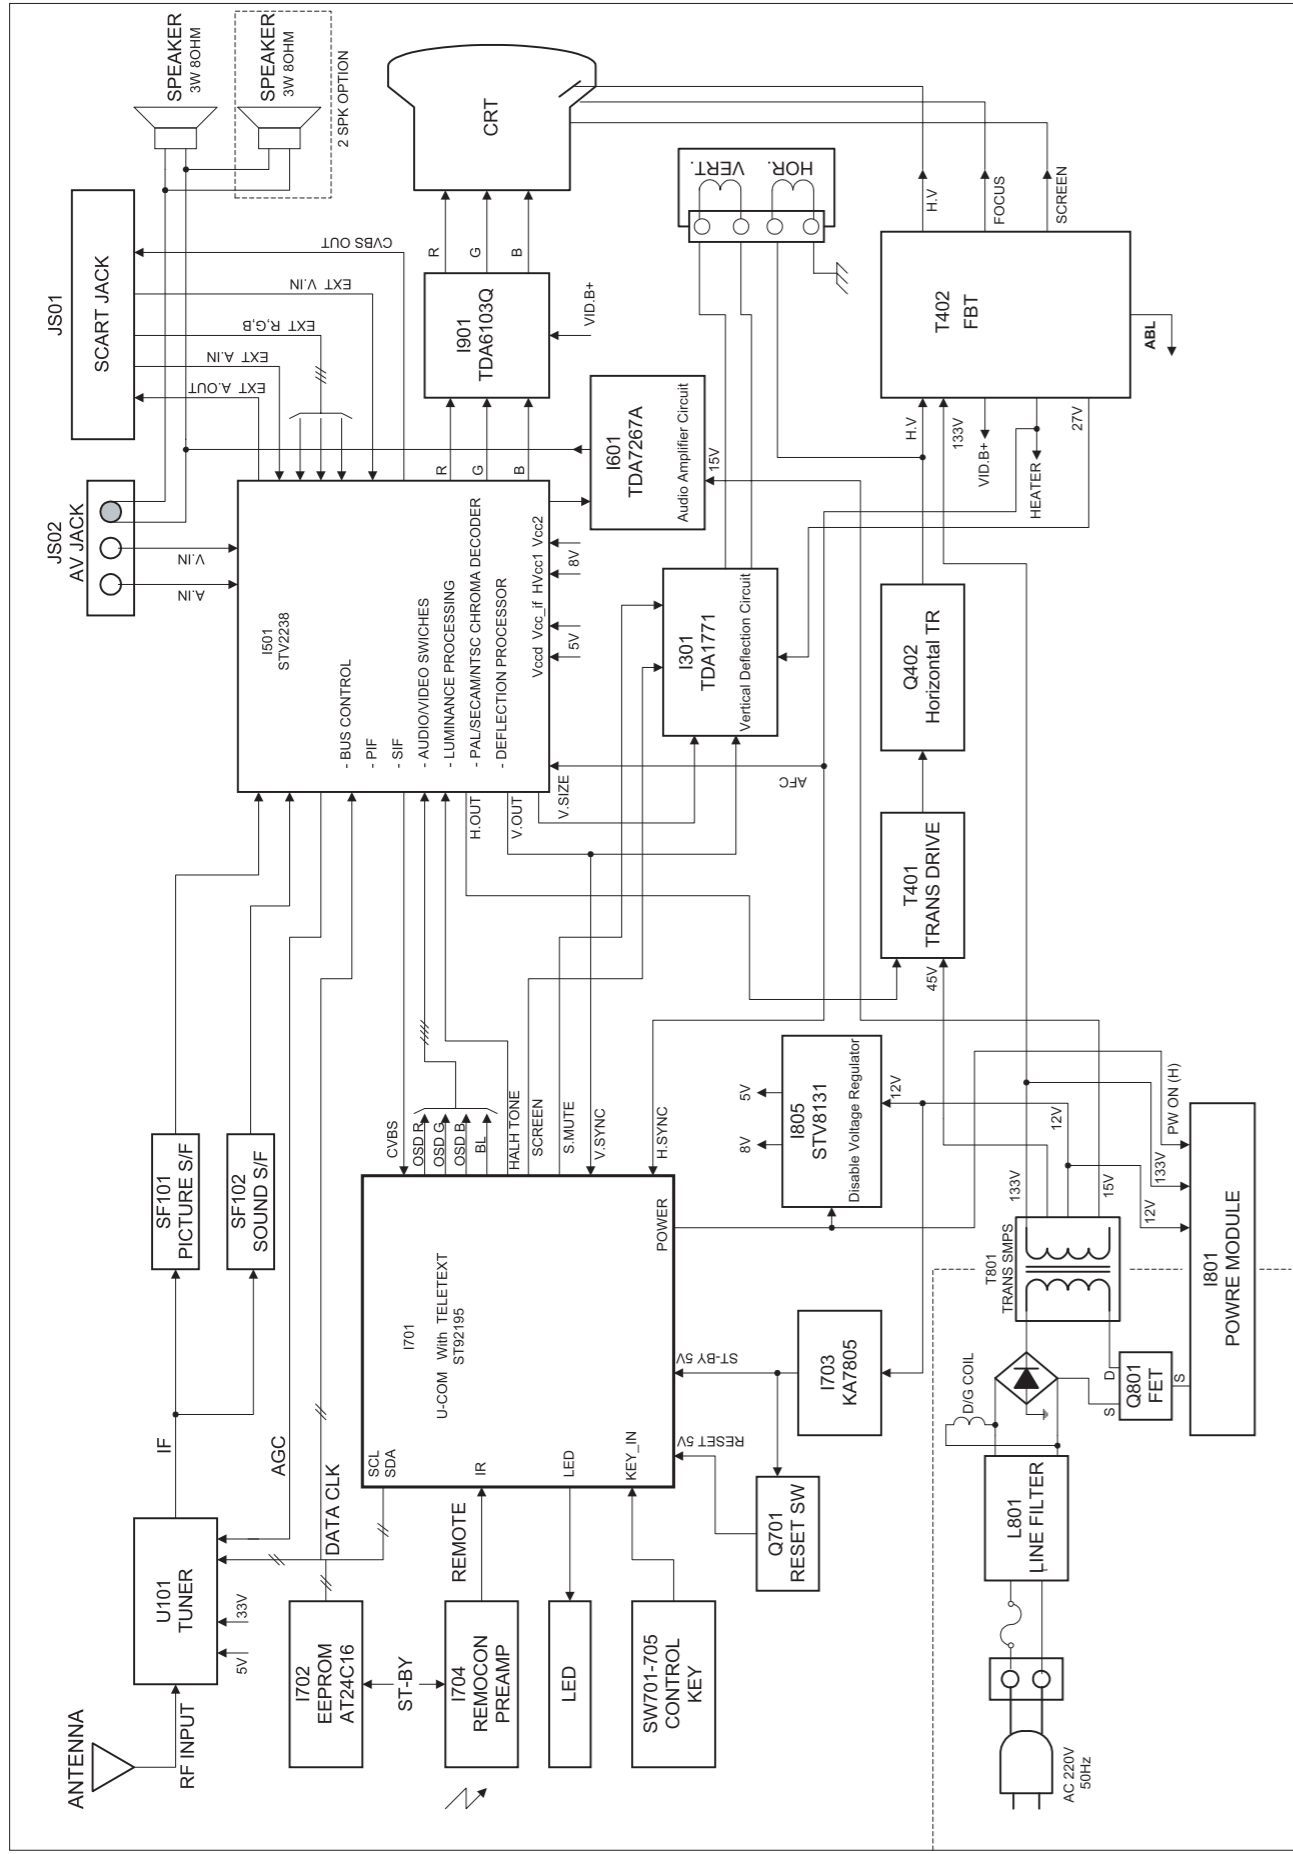 ANTENNA
RF INPUT
U101
TUNER
5V
33V
IF
AGC
DATA CLK
SF101
PICTURE S/F
SF102
SOUND S/F
I702
EEPROM
AT24C16
ST-BY
I704
REMOCON
PREAMP
REMOTE
LED
SW701-705
CONTROL
KEY
I701
U-COM With TELETEXT
ST92195
SCL
SDA
IR
LED
KEY_IN
RESET 5V
ST-BY 5V
POWER
CVBS
OSD R
OSD G
OSD B
BL
HALH TONE
SCREEN
S.MUTE
V.SYNC
H.SYNC
Q701
RESET SW
I703
KA7805
I805
STV8131
Disable Voltage Regulator
8V
5V
12V
JS02
AV JACK
A.IN
V.IN
JS01
SCART JACK
EXT A.OUT
EXT A.IN
EXT R,G,B
EXT V.IN
CVBS OUT
SPEAKER
3W 8OHM
SPEAKER
3W 8OHM
2 SPK OPTION
I501
STV2238
- BUS CONTROL
- PIF
- SIF
- AUDIO/VIDEO SWICHES
- LUMINANCE PROCESSING
- PAL/SECAM/NTSC CHROMA DECODER
- DEFLECTION PROCESSOR
H.OUT
V.OUT
V.SIZE
AFC
Vccd Vcc_if HVcc1 Vcc2
5V
8V
R
G
B
I901
TDA6103Q
VID.B+
R
G
B
CRT
I601
TDA7267A
Audio Amplifier Circuit
15V
I301
TDA1771
Vertical Deflection Circuit
VERT.
HOR.
T401
TRANS DRIVE
45V
Q402
Horizontal TR
T402
FBT
H.V
133V
VID.B+
HEATER
27V
ABL
H.V
FOCUS
SCREEN
AC 220V
50Hz
L801
LINE FILTER
D/G COIL
T801
TRANS SMPS
133V
12V
15V
Q801
FET
S
D
S
I801
POWRE MODULE
12V
133V
PW ON (H)